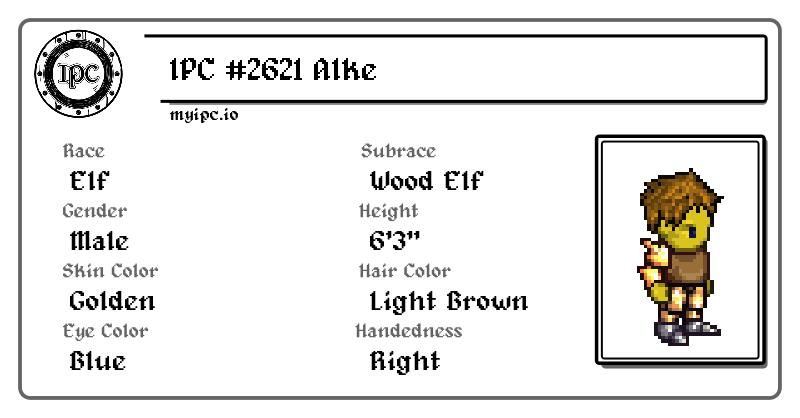 IPC
IPC #2621 Alke
myipc.io
Race
Elf
Subrace
Wood Elf
Gender
Male
Height
6'3"
Skin Color
Golden
Hair Color
Light Brown
Eye Color
Blue
Handedness
Right